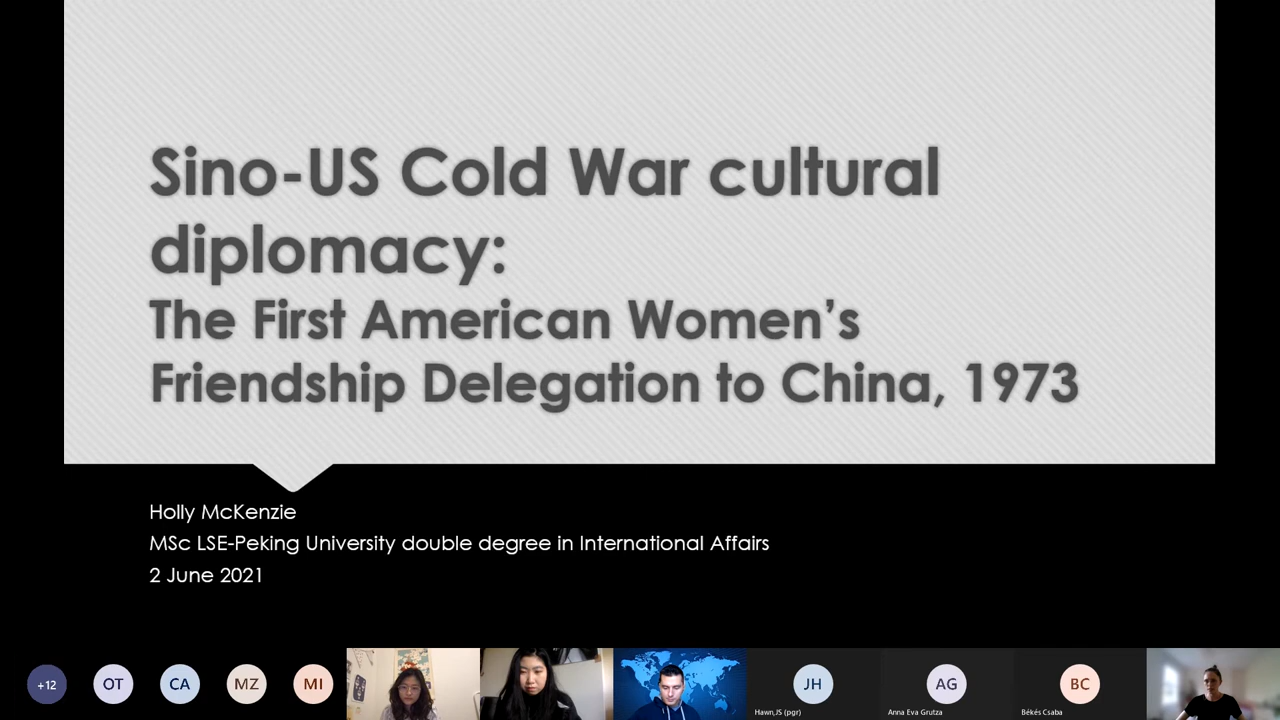 Sino-US Cold War cultural
diplomacy:
The First American Women’s
Friendship Delegation to China, 1973
Holly McKenzie
MSc LSE-Peking University double degree in International Affairs
2 June 2021
+12
OT
CA
MZ
MI
JH
AG
BC
Hawn,JS (pgr)
Anna Eva Grutza
Békés Csaba